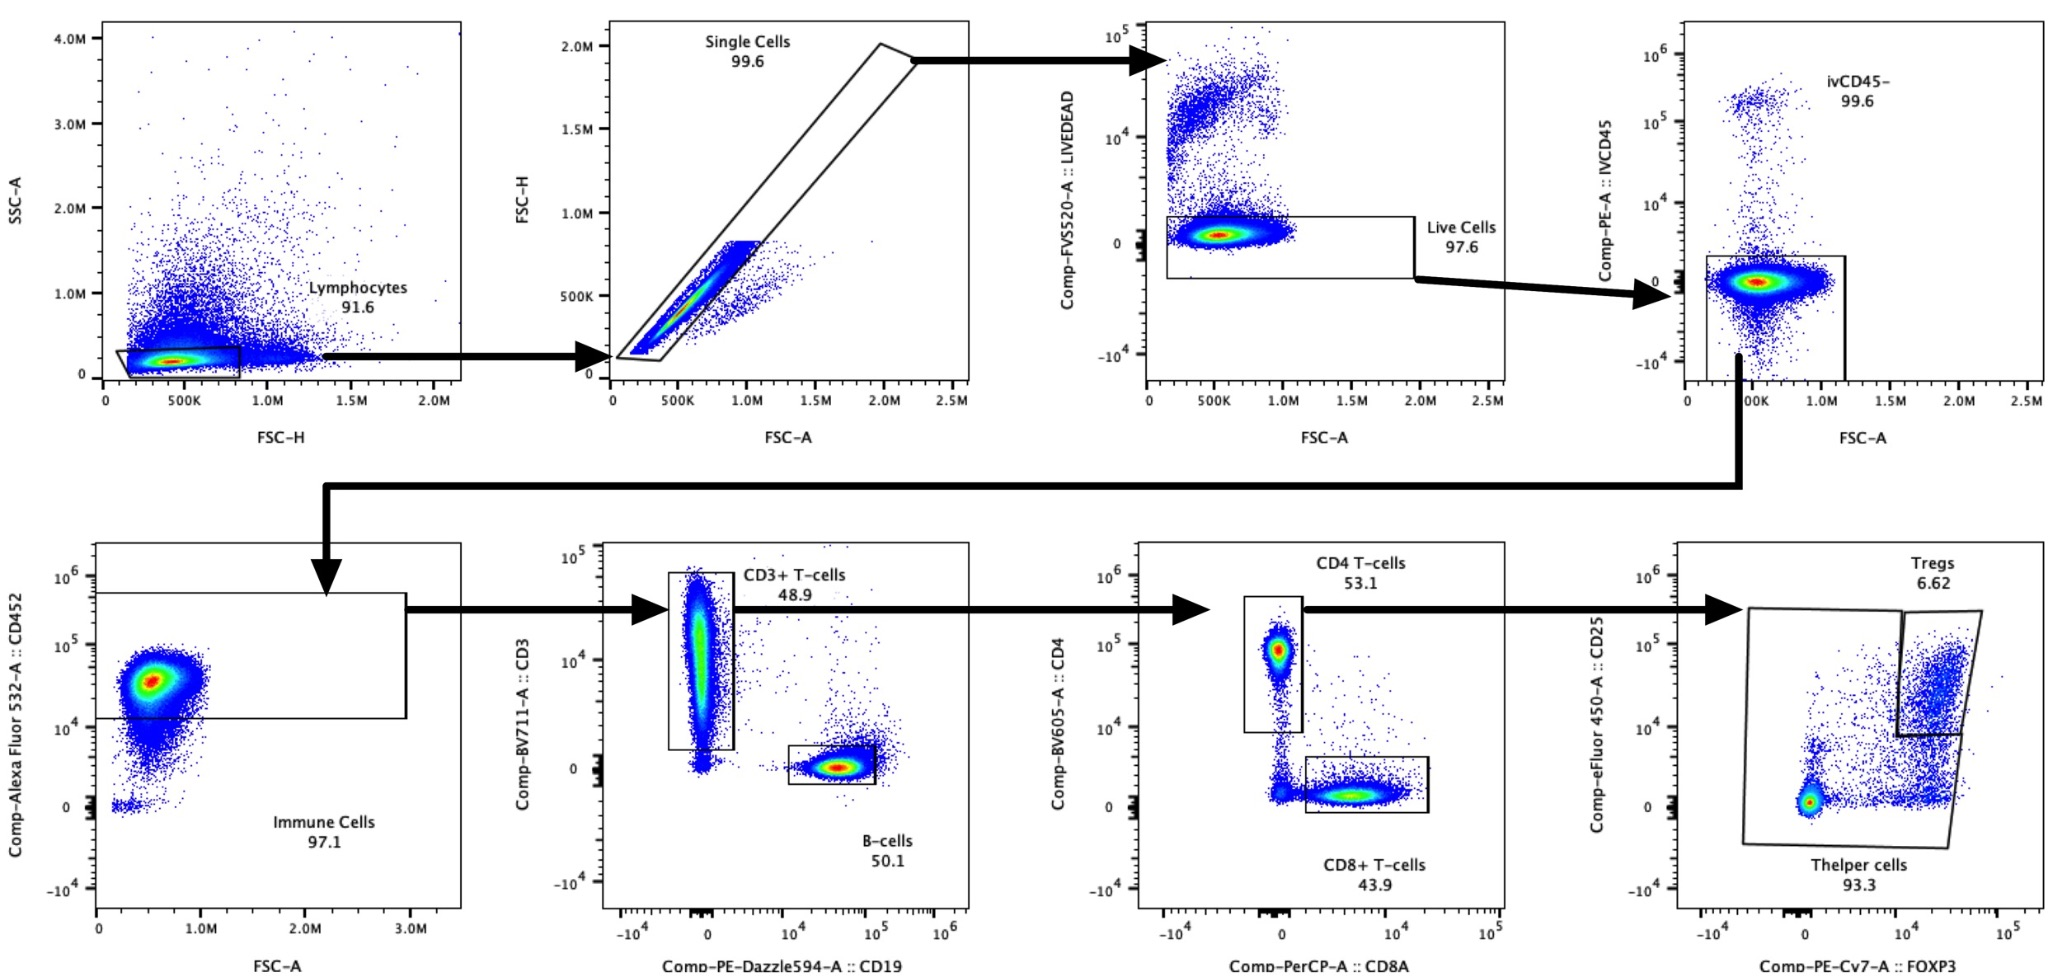 4.0M
3.0M
2.0M
1.0M
0
SSC-A
Lymphocytes
91.6
0 500K 1.0M 1.5M 2.0M
FSC-H
2.0M
1.5M
1.0M
500K
0
FSC-H
Single Cells
99.6
0 500K 1.0M 1.5M 2.0M 2.5M
FSC-A
10^5
10^4
0
-10^4
Comp-FVS520-A :: LIVEDEAD
Live Cells
97.6
0 500K 1.0M 1.5M 2.0M 2.5M
FSC-A
10^6
10^5
10^4
0
-10^4
Comp-PE-A :: IVCD45
ivCD45-
99.6
0 00K 1.0M 1.5M 2.0M 2.5M
FSC-A
10^6
10^5
10^4
0
-10^4
Comp-Alexa Fluor 532-A :: CD452
Immune Cells
97.1
0 1.0M 2.0M 3.0M
FSC-A
10^5
10^4
0
-10^4
Comp-BV711-A :: CD3
CD3+ T-cells
48.9
B-cells
50.1
-10^4 0 10^4 10^5 10^6
Comp-PE-Dazzle594-A :: CD19
10^6
10^5
10^4
0
-10^4
Comp-BV605-A :: CD4
CD4 T-cells
53.1
CD8+ T-cells
43.9
-10^4 0 10^4 10^5
Comp-PerCP-A :: CD8A
10^6
10^5
10^4
0
-10^4
Comp-eFluor 450-A :: CD25
Tregs
6.62
Thelper cells
93.3
-10^4 0 10^4 10^5
Comp-PE-Cy7-A :: FOXP3